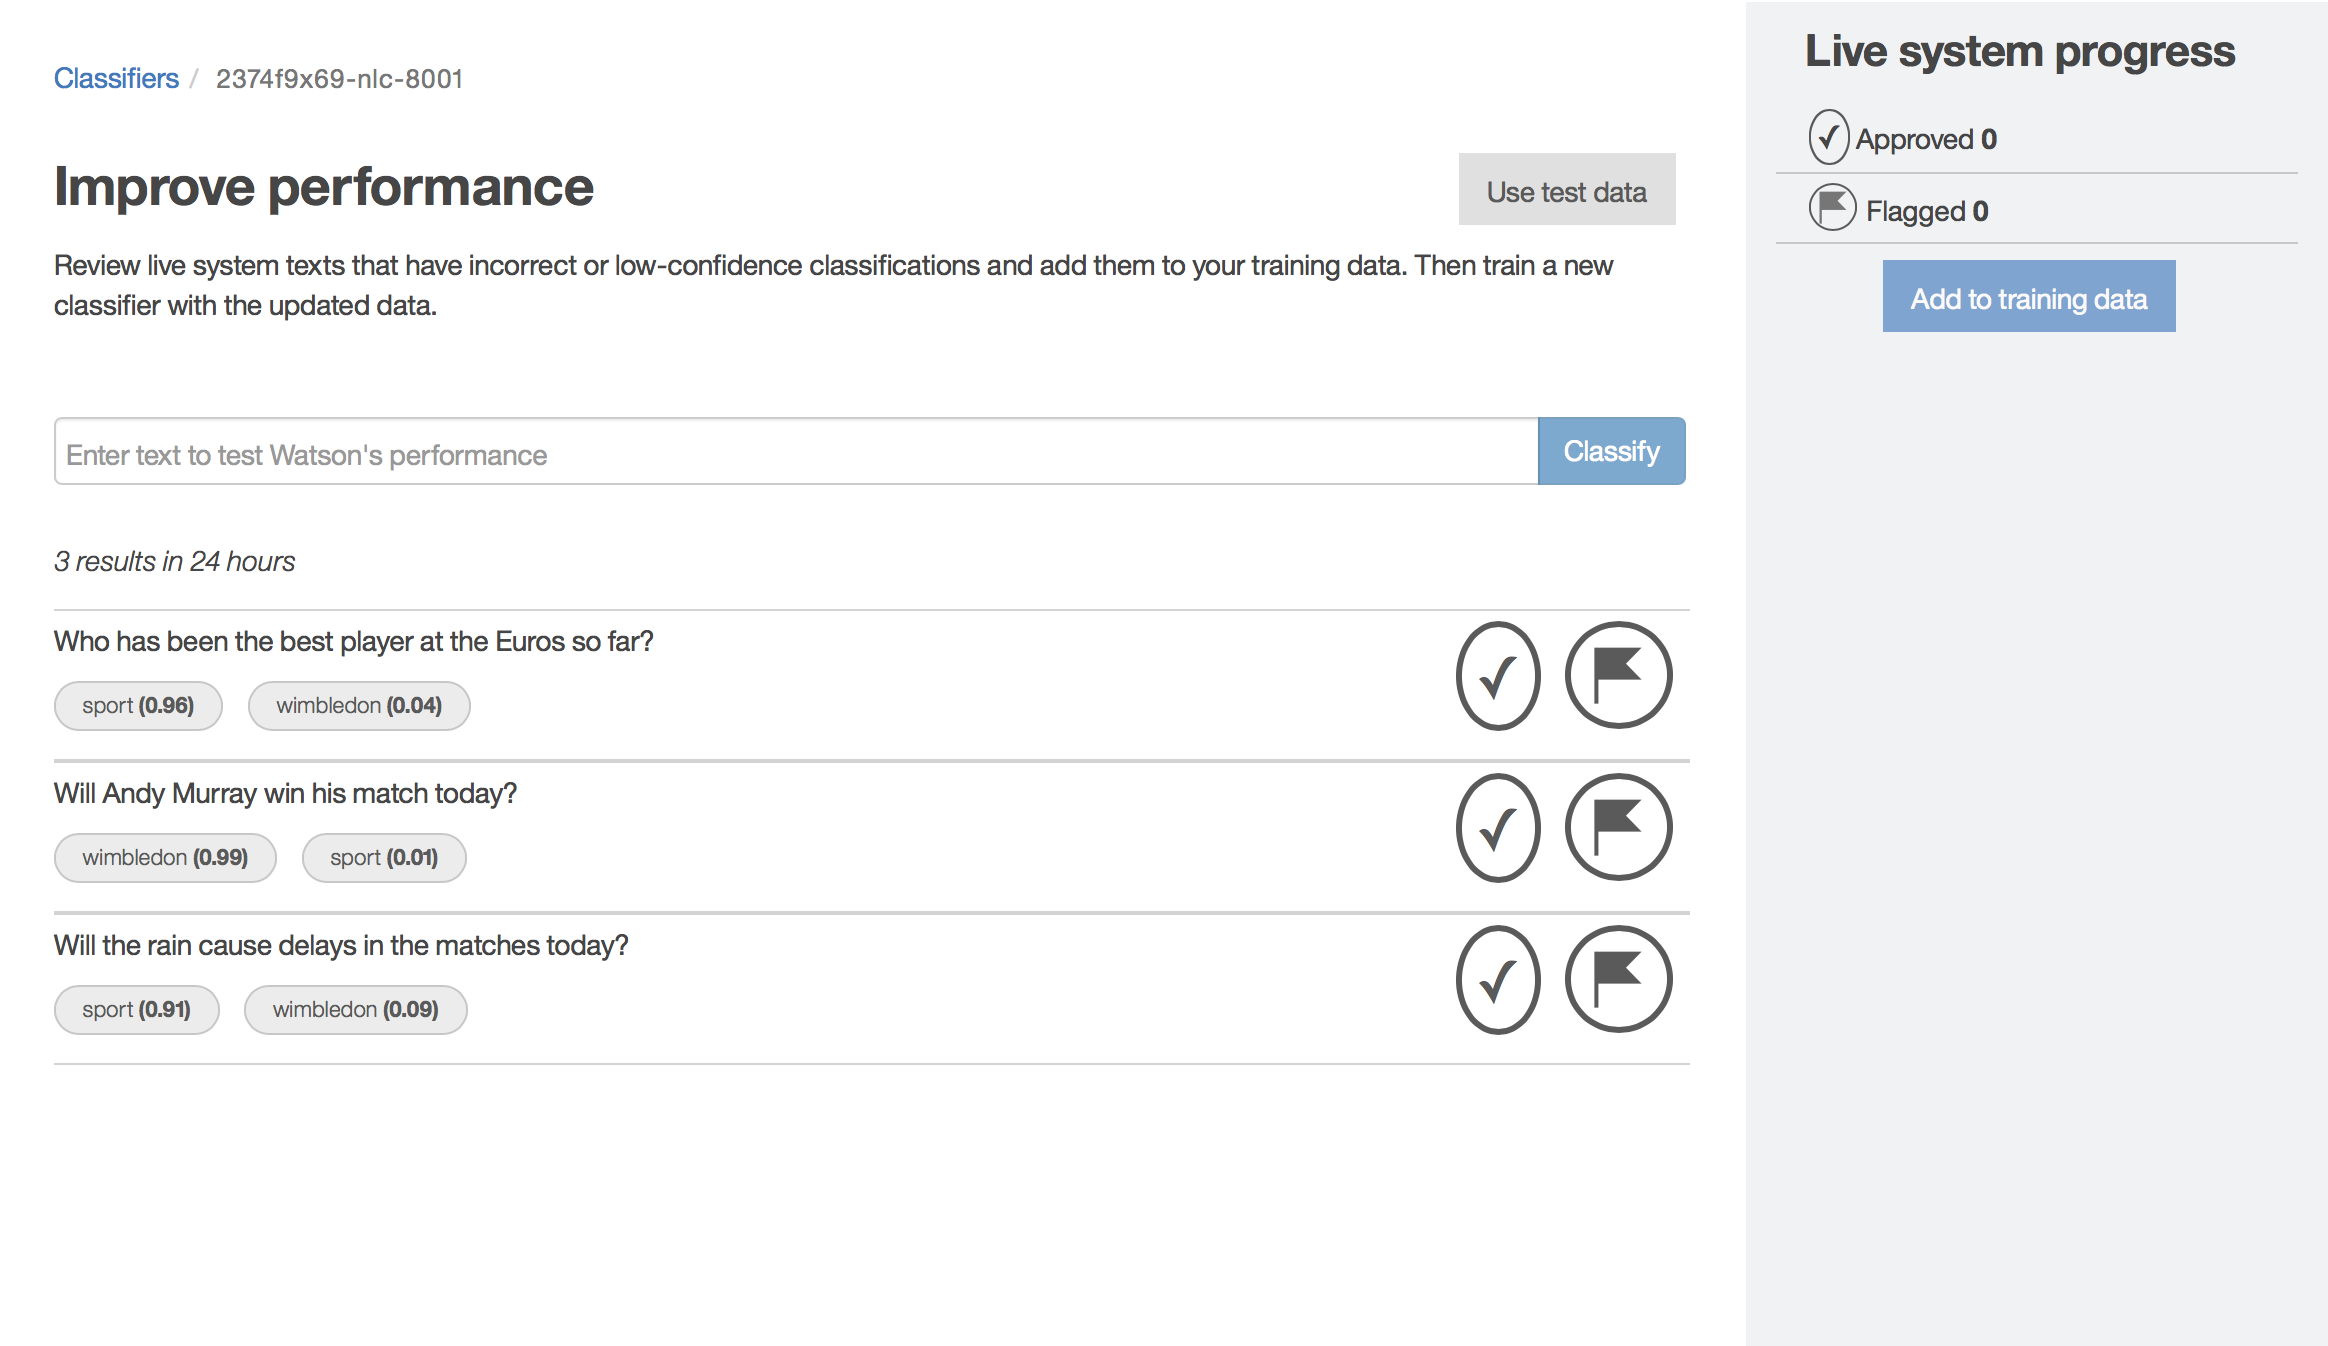 Classifiers / 2374f9x69-nlc-8001
Improve performance
Use test data
Review live system texts that have incorrect or low-confidence classifications and add them to your training data. Then train a new
classifier with the updated data.
Enter text to test Watson's performance
Classify
3 results in 24 hours
Who has been the best player at the Euros so far?
sport (0.96) wimbledon (0.04)
Will Andy Murray win his match today?
wimbledon (0.99) sport (0.01)
Will the rain cause delays in the matches today?
sport (0.91) wimbledon (0.09)
Live system progress
Approved 0
Flagged 0
Add to training data